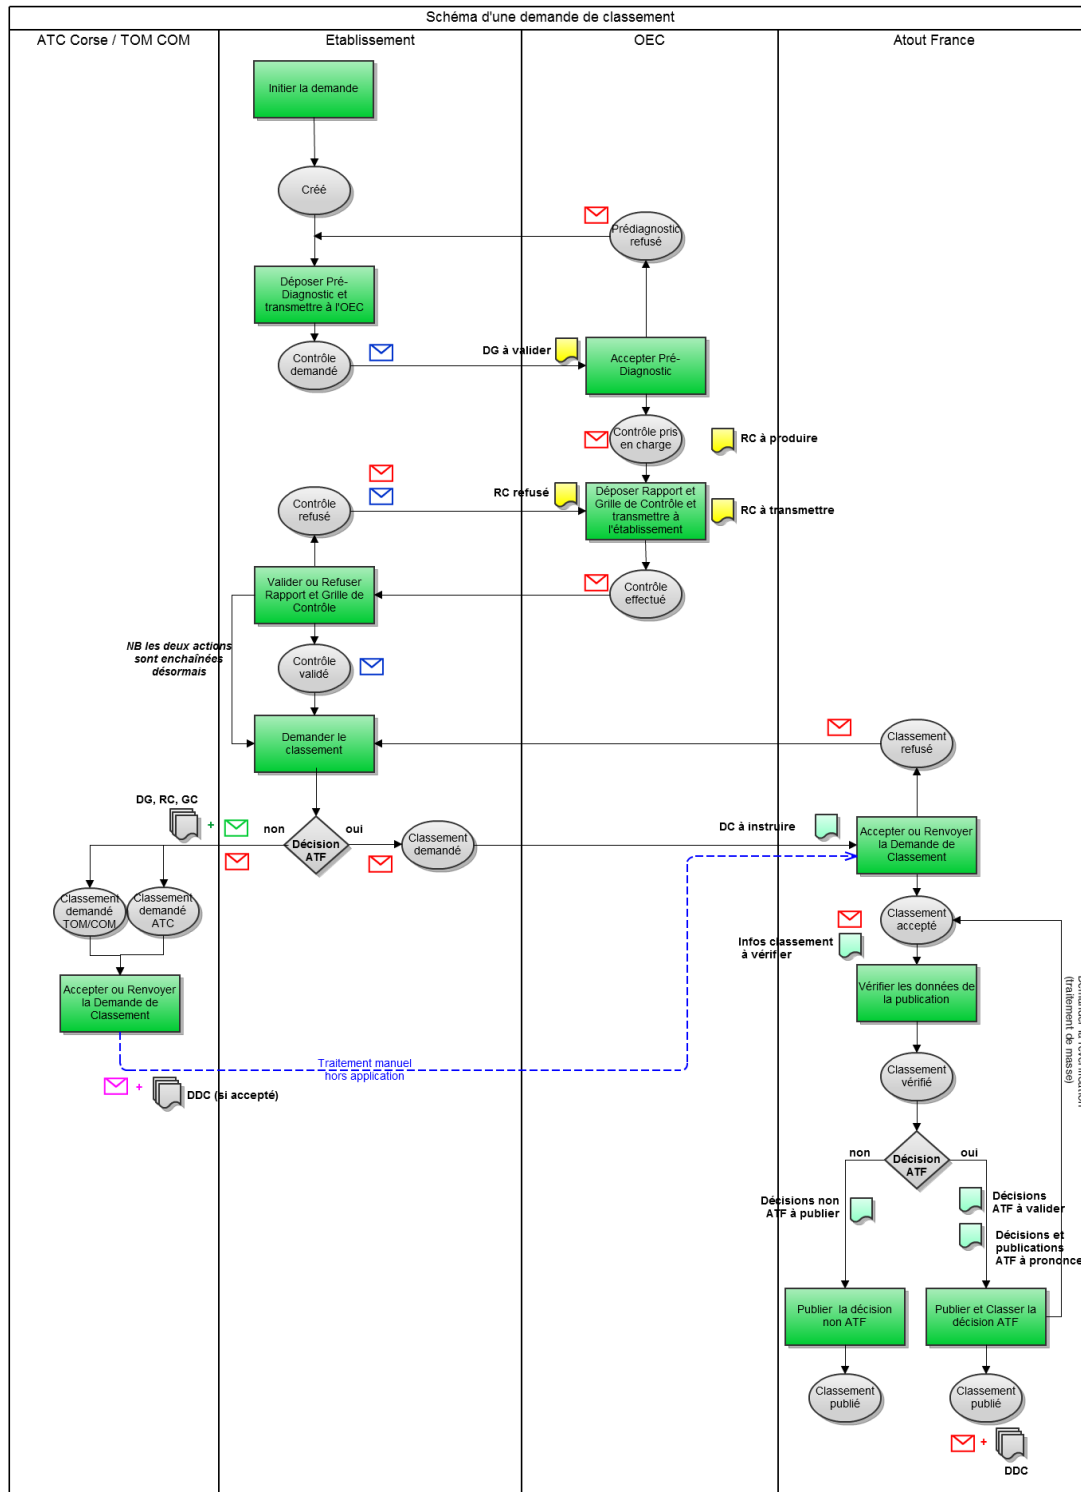 Schéma d'une demande de classement
ATC Corse / TOM COM
Etablissement
OEC
Atout France
Initier la demande
Créé
Prédiagnostic
refusé
Déposer Pré-
Diagnostic et
transmettre à l'OEC
Contrôle
demandé
DG à valider
Accepter Pré-
Diagnostic
Contrôle pris
en charge
RC à produire
Contrôle
refusé
RC refusé
Déposer Rapport et
Grille de Contrôle et
transmettre à
l'établissement
RC à transmettre
Valider ou Refuser
Rapport et Grille de
Contrôle
Contrôle
effectué
NB les deux actions
sont enchaînées
désormais
Contrôle
validé
Demander le
classement
Classement
refusé
DG, RC, GC
+
non
oui
Décision
ATF
Classement
demandé
DC à instruire
Accepter ou Renvoyer
la Demande de
Classement
Classement
demandé
TOM/COM
Classement
demandé
ATC
Classement
accepté
Infos classement
à vérifier
Accepter ou Renvoyer
la Demande de
Classement
Vérifier les données de
la publication
(traitement de masse)
Traitement manuel
hors application
+
DDC (si accepté)
Classement
vérifié
non
oui
Décision
ATF
Décisions non
ATF à publier
Décisions
ATF à valider
Décisions et
publications
ATF à prononce
Publier la décision
non ATF
Publier et Classer la
décision ATF
Classement
publié
Classement
publié
+
DDC